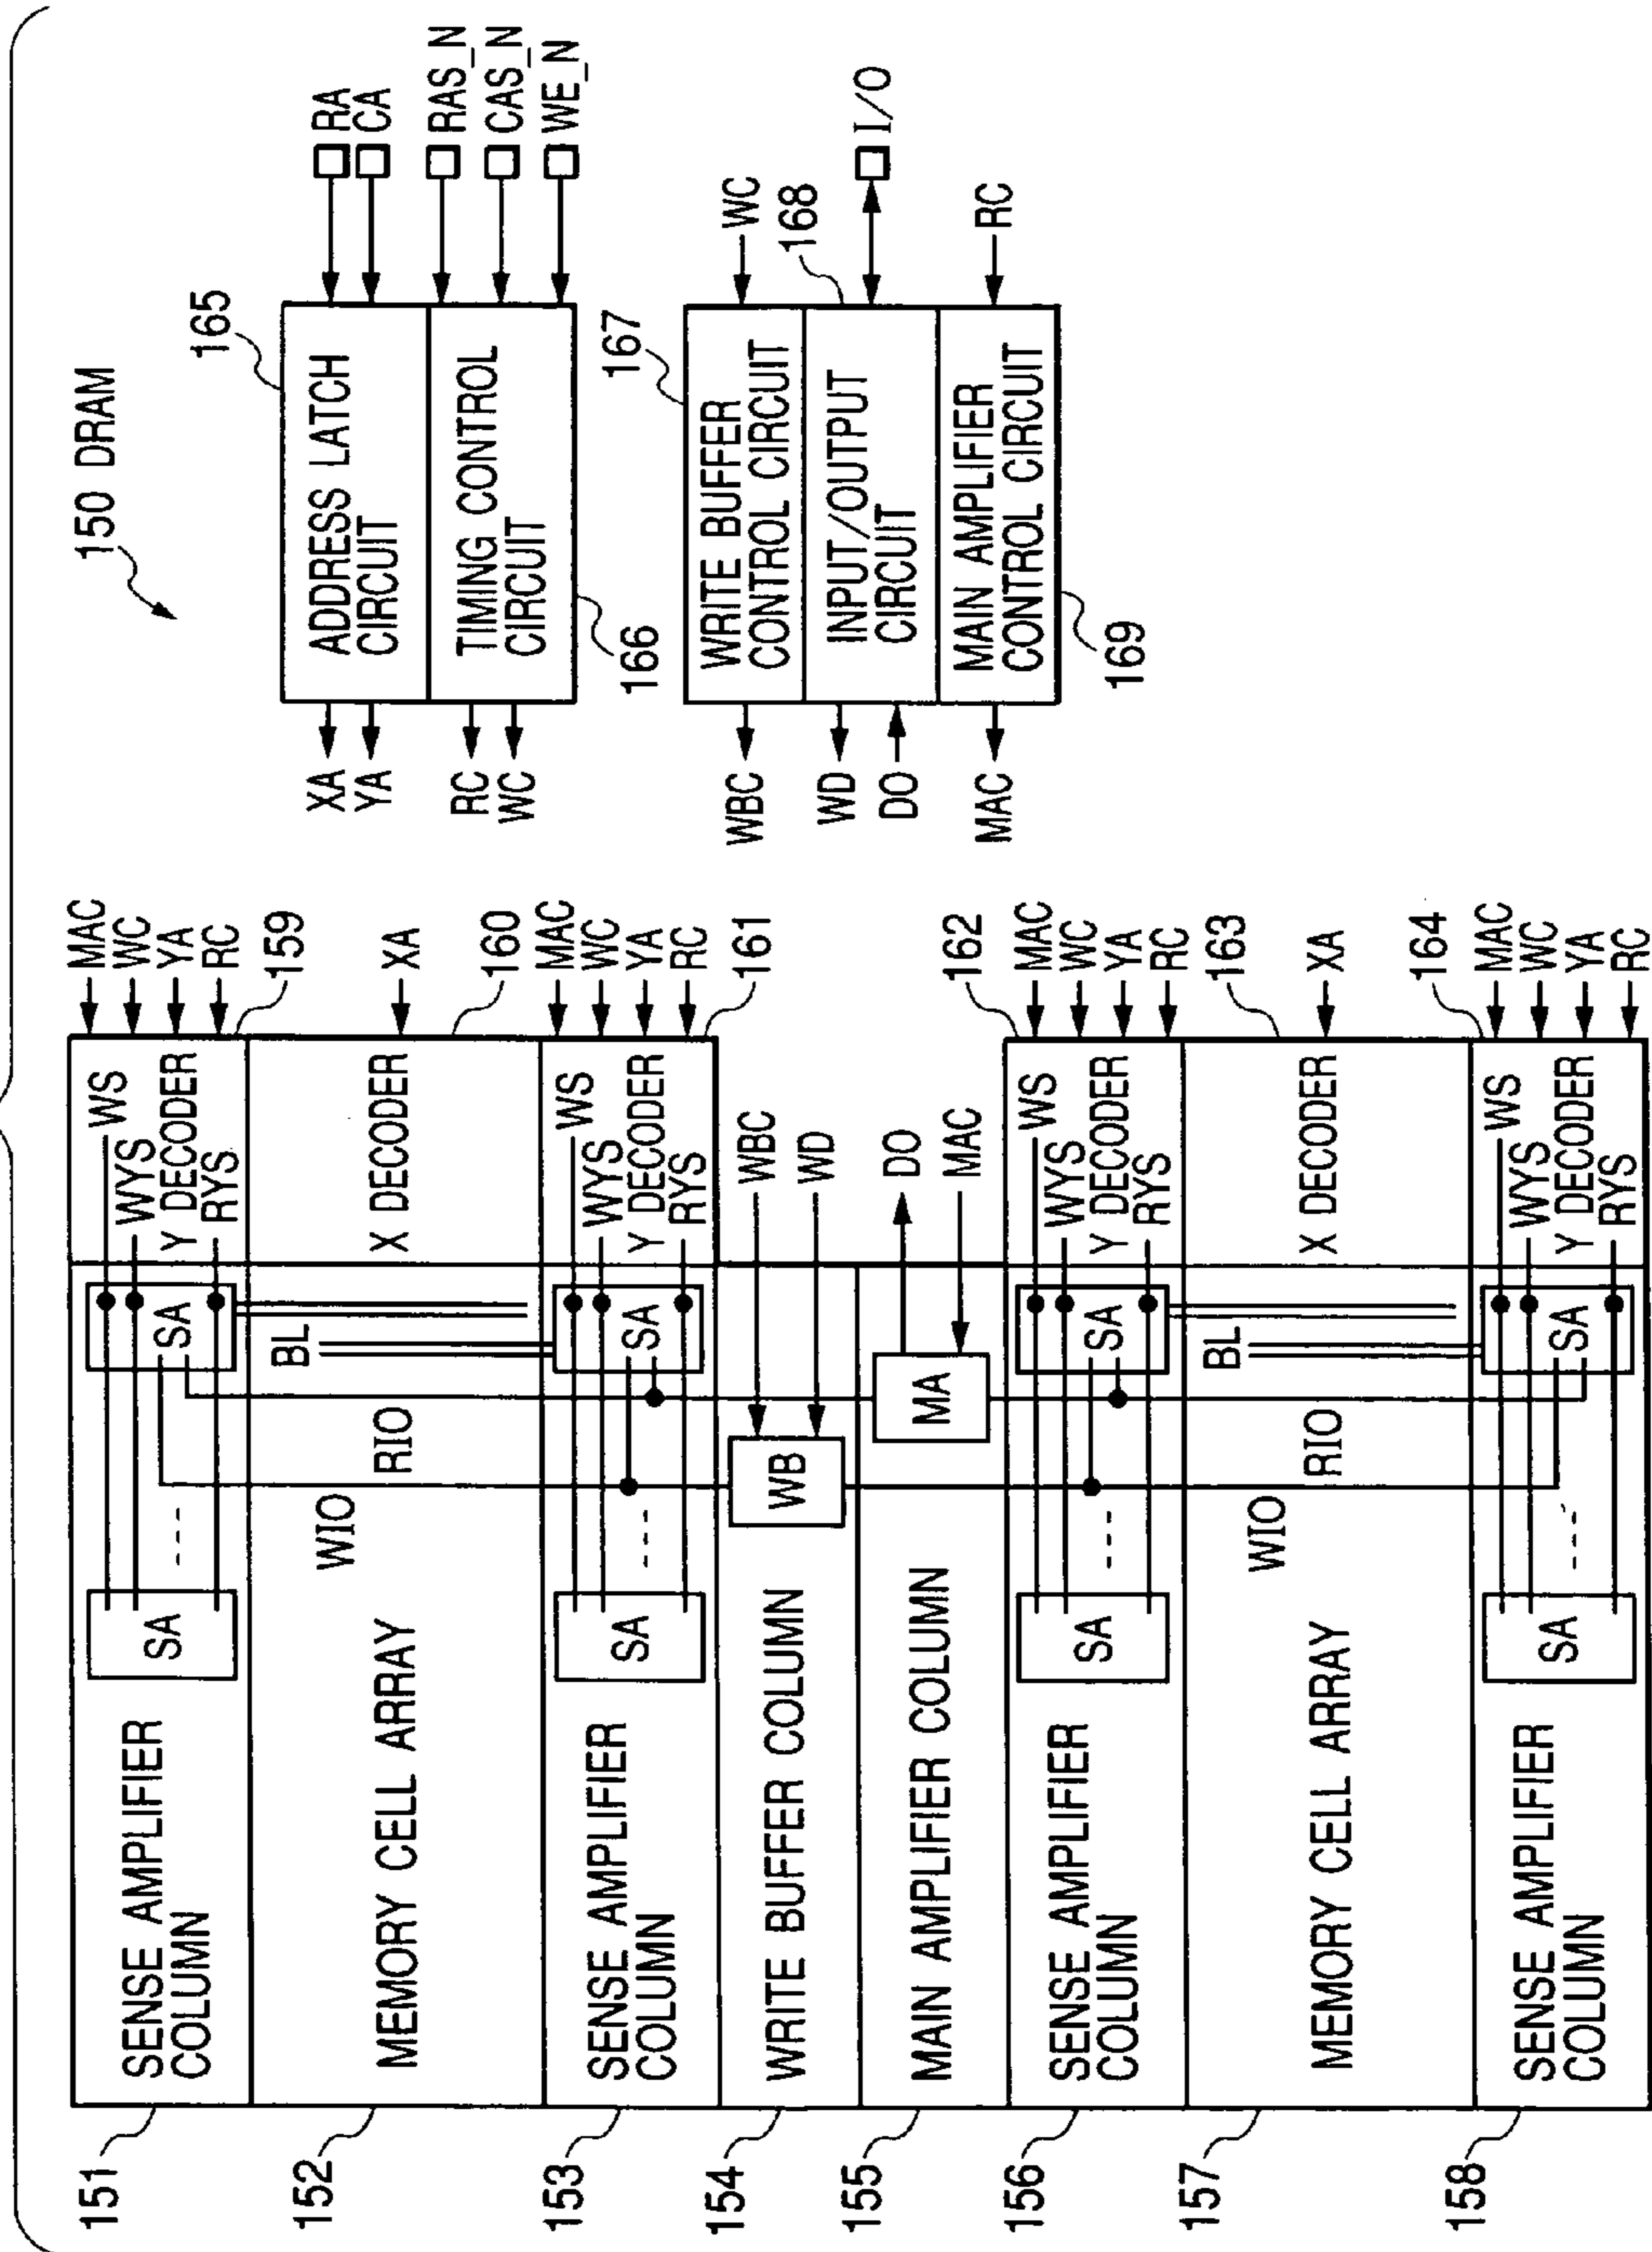 150 DRAM
151
SENSE AMPLIFIER
COLUMN
SA
SA
WS
WYS
Y DECODER
RYS
MAC
WC
YA
RC
159
152
MEMORY CELL ARRAY
WIO
RIO
BL
X DECODER
XA
160
153
SENSE AMPLIFIER
COLUMN
SA
SA
WS
WYS
Y DECODER
RYS
MAC
WC
YA
RC
161
154
WRITE BUFFER COLUMN
WB
WBC
WD
155
MAIN AMPLIFIER COLUMN
MA
DO
MAC
156
SENSE AMPLIFIER
COLUMN
SA
SA
WS
WYS
Y DECODER
RYS
162
MAC
WC
YA
RC
157
MEMORY CELL ARRAY
WIO
RIO
BL
X DECODER
163
XA
158
SENSE AMPLIFIER
COLUMN
SA
SA
WS
WYS
Y DECODER
RYS
164
MAC
WC
YA
RC
165
XA
YA
ADDRESS LATCH
CIRCUIT
RA
CA
RC
WC
TIMING CONTROL
CIRCUIT
RAS_N
CAS_N
WE_N
166
167
WBC
WRITE BUFFER
CONTROL CIRCUIT
WC
168
WD
DO
INPUT/OUTPUT
CIRCUIT
I/O
MAC
MAIN AMPLIFIER
CONTROL CIRCUIT
RC
169